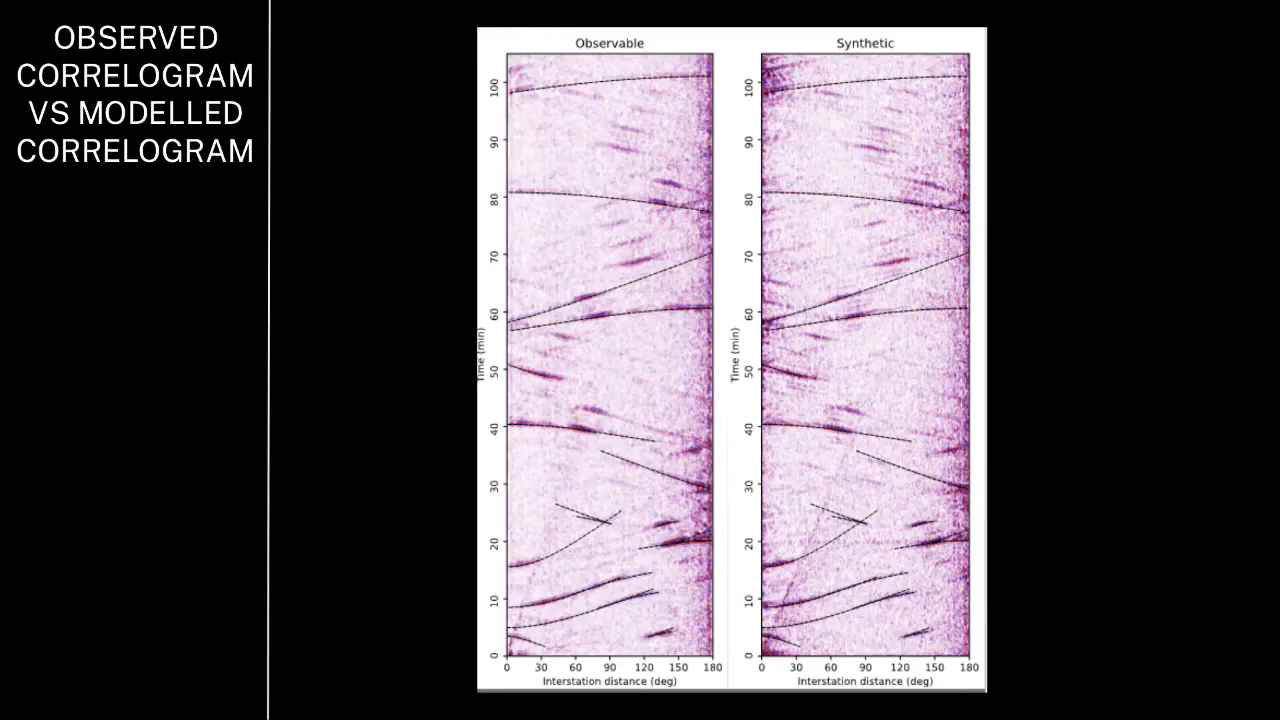 OBSERVED
CORRELOGRAM
VS MODELLED
CORRELOGRAM
Observable
100
90
80
70
60
50
40
30
20
10
0
Time (min)
0 30 60 90 120 150 180
Interstation distance (deg)
Synthetic
100
90
80
70
60
50
40
30
20
10
0
Time (min)
0 30 60 90 120 150 180
Interstation distance (deg)